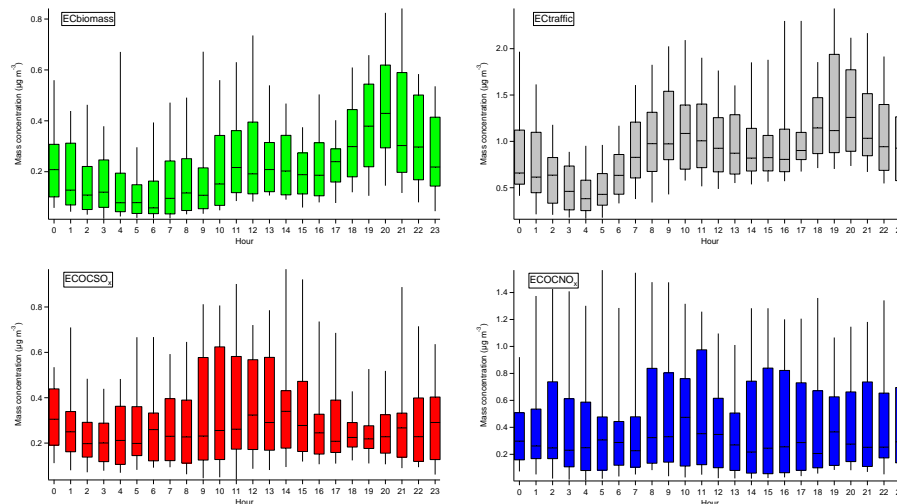 ECbiomass
Mass concentration (µg m⁻³)
0.8
0.6
0.4
0.2
0 1 2 3 4 5 6 7 8 9 10 11 12 13 14 15 16 17 18 19 20 21 22 23
Hour
ECtraffic
Mass concentration (µg m⁻³)
2.0
1.5
1.0
0.5
0 1 2 3 4 5 6 7 8 9 10 11 12 13 14 15 16 17 18 19 20 21 22
Hour
ECOCSOₓ
Mass concentration (µg m⁻³)
0.8
0.6
0.4
0.2
0 1 2 3 4 5 6 7 8 9 10 11 12 13 14 15 16 17 18 19 20 21 22 23
Hour
ECOCNOₓ
Mass concentration (µg m⁻³)
1.4
1.2
1.0
0.8
0.6
0.4
0.2
0 1 2 3 4 5 6 7 8 9 10 11 12 13 14 15 16 17 18 19 20 21 22
Hour